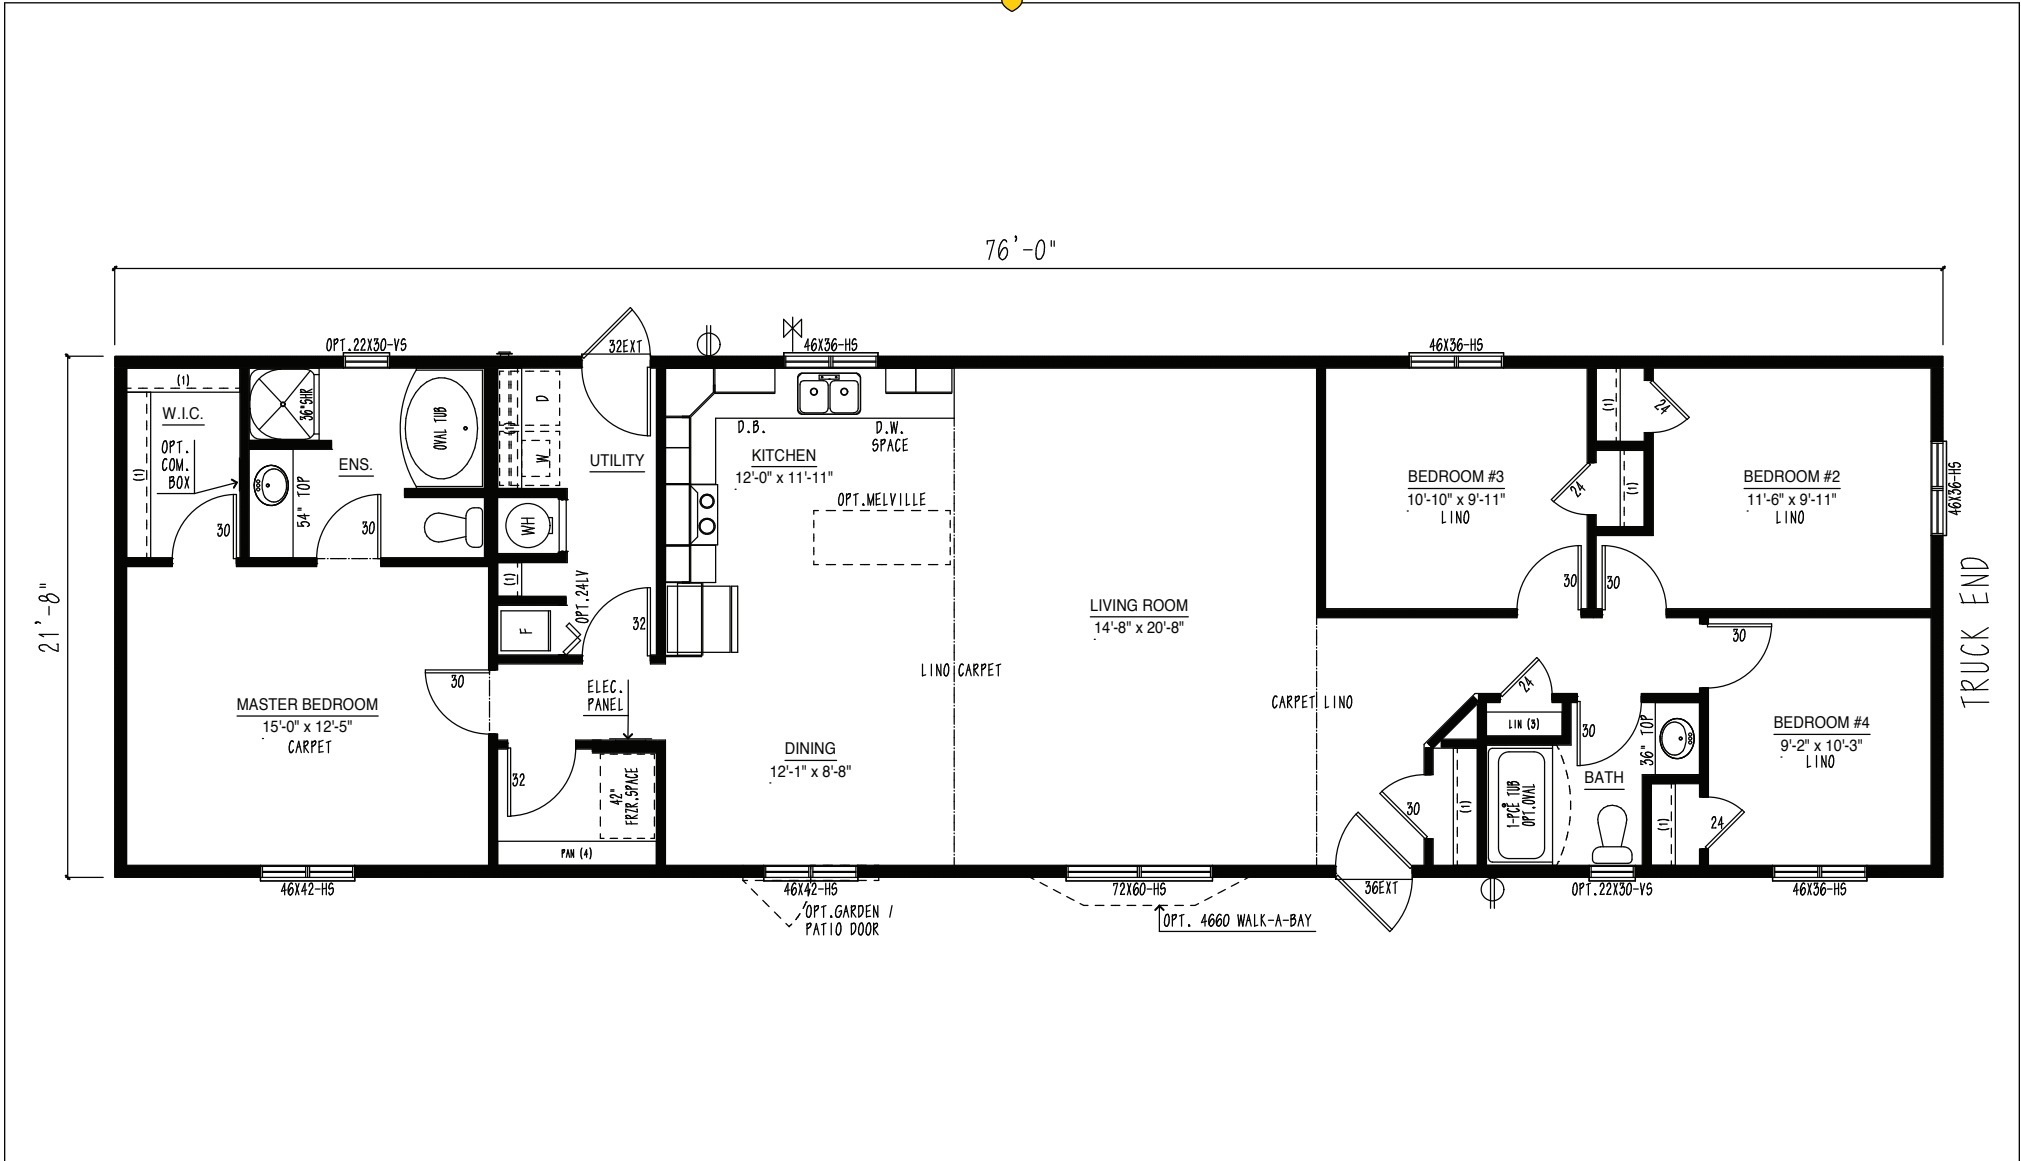 76'-0"
OPT.22X30-VS
32EXT
46X36-HS
46X36-HS
(1)
W.I.C.
OPT.
COM.
BOX
(1)
30
36"SHR
OVAL TUB
ENS.
54" TOP
30
D
W
(1)
UTILITY
WH
(1)
OPT.24LV
F
32
D.B.
D.W.
SPACE
KITCHEN
12'-0" x 11'-11"
OPT.MELVILLE
LIVING ROOM
14'-8" x 20'-8"
LINO CARPET
CARPET LINO
BEDROOM #3
10'-10" x 9'-11"
LINO
(1)
24
24
(1)
BEDROOM #2
11'-6" x 9'-11"
LINO
46X36-HS
30
30
TRUCK END
21'-8"
MASTER BEDROOM
15'-0" x 12'-5"
CARPET
30
ELEC.
PANEL
32
42"
FRZR.SPACE
PAN (4)
DINING
12'-1" x 8'-8"
30
24
LIN (3)
30
36" TOP
BATH
1-PCE TUB
OPT.OVAL
(1)
30
(1)
24
BEDROOM #4
9'-2" x 10'-3"
LINO
46X42-HS
46X42-HS
72X60-HS
36EXT
OPT.22X30-VS
46X36-HS
OPT.GARDEN /
PATIO DOOR
OPT. 4660 WALK-A-BAY